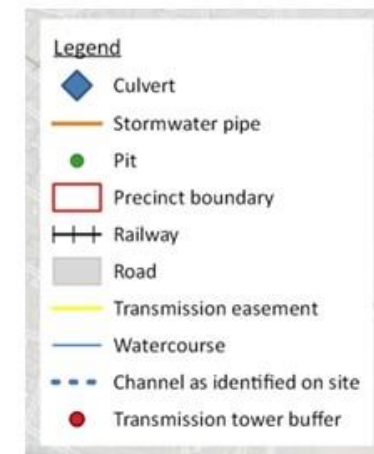 Legend
Culvert
Stormwater pipe
Pit
Precinct boundary
Railway
Road
Transmission easement
Watercourse
Channel as identified on site
Transmission tower buffer